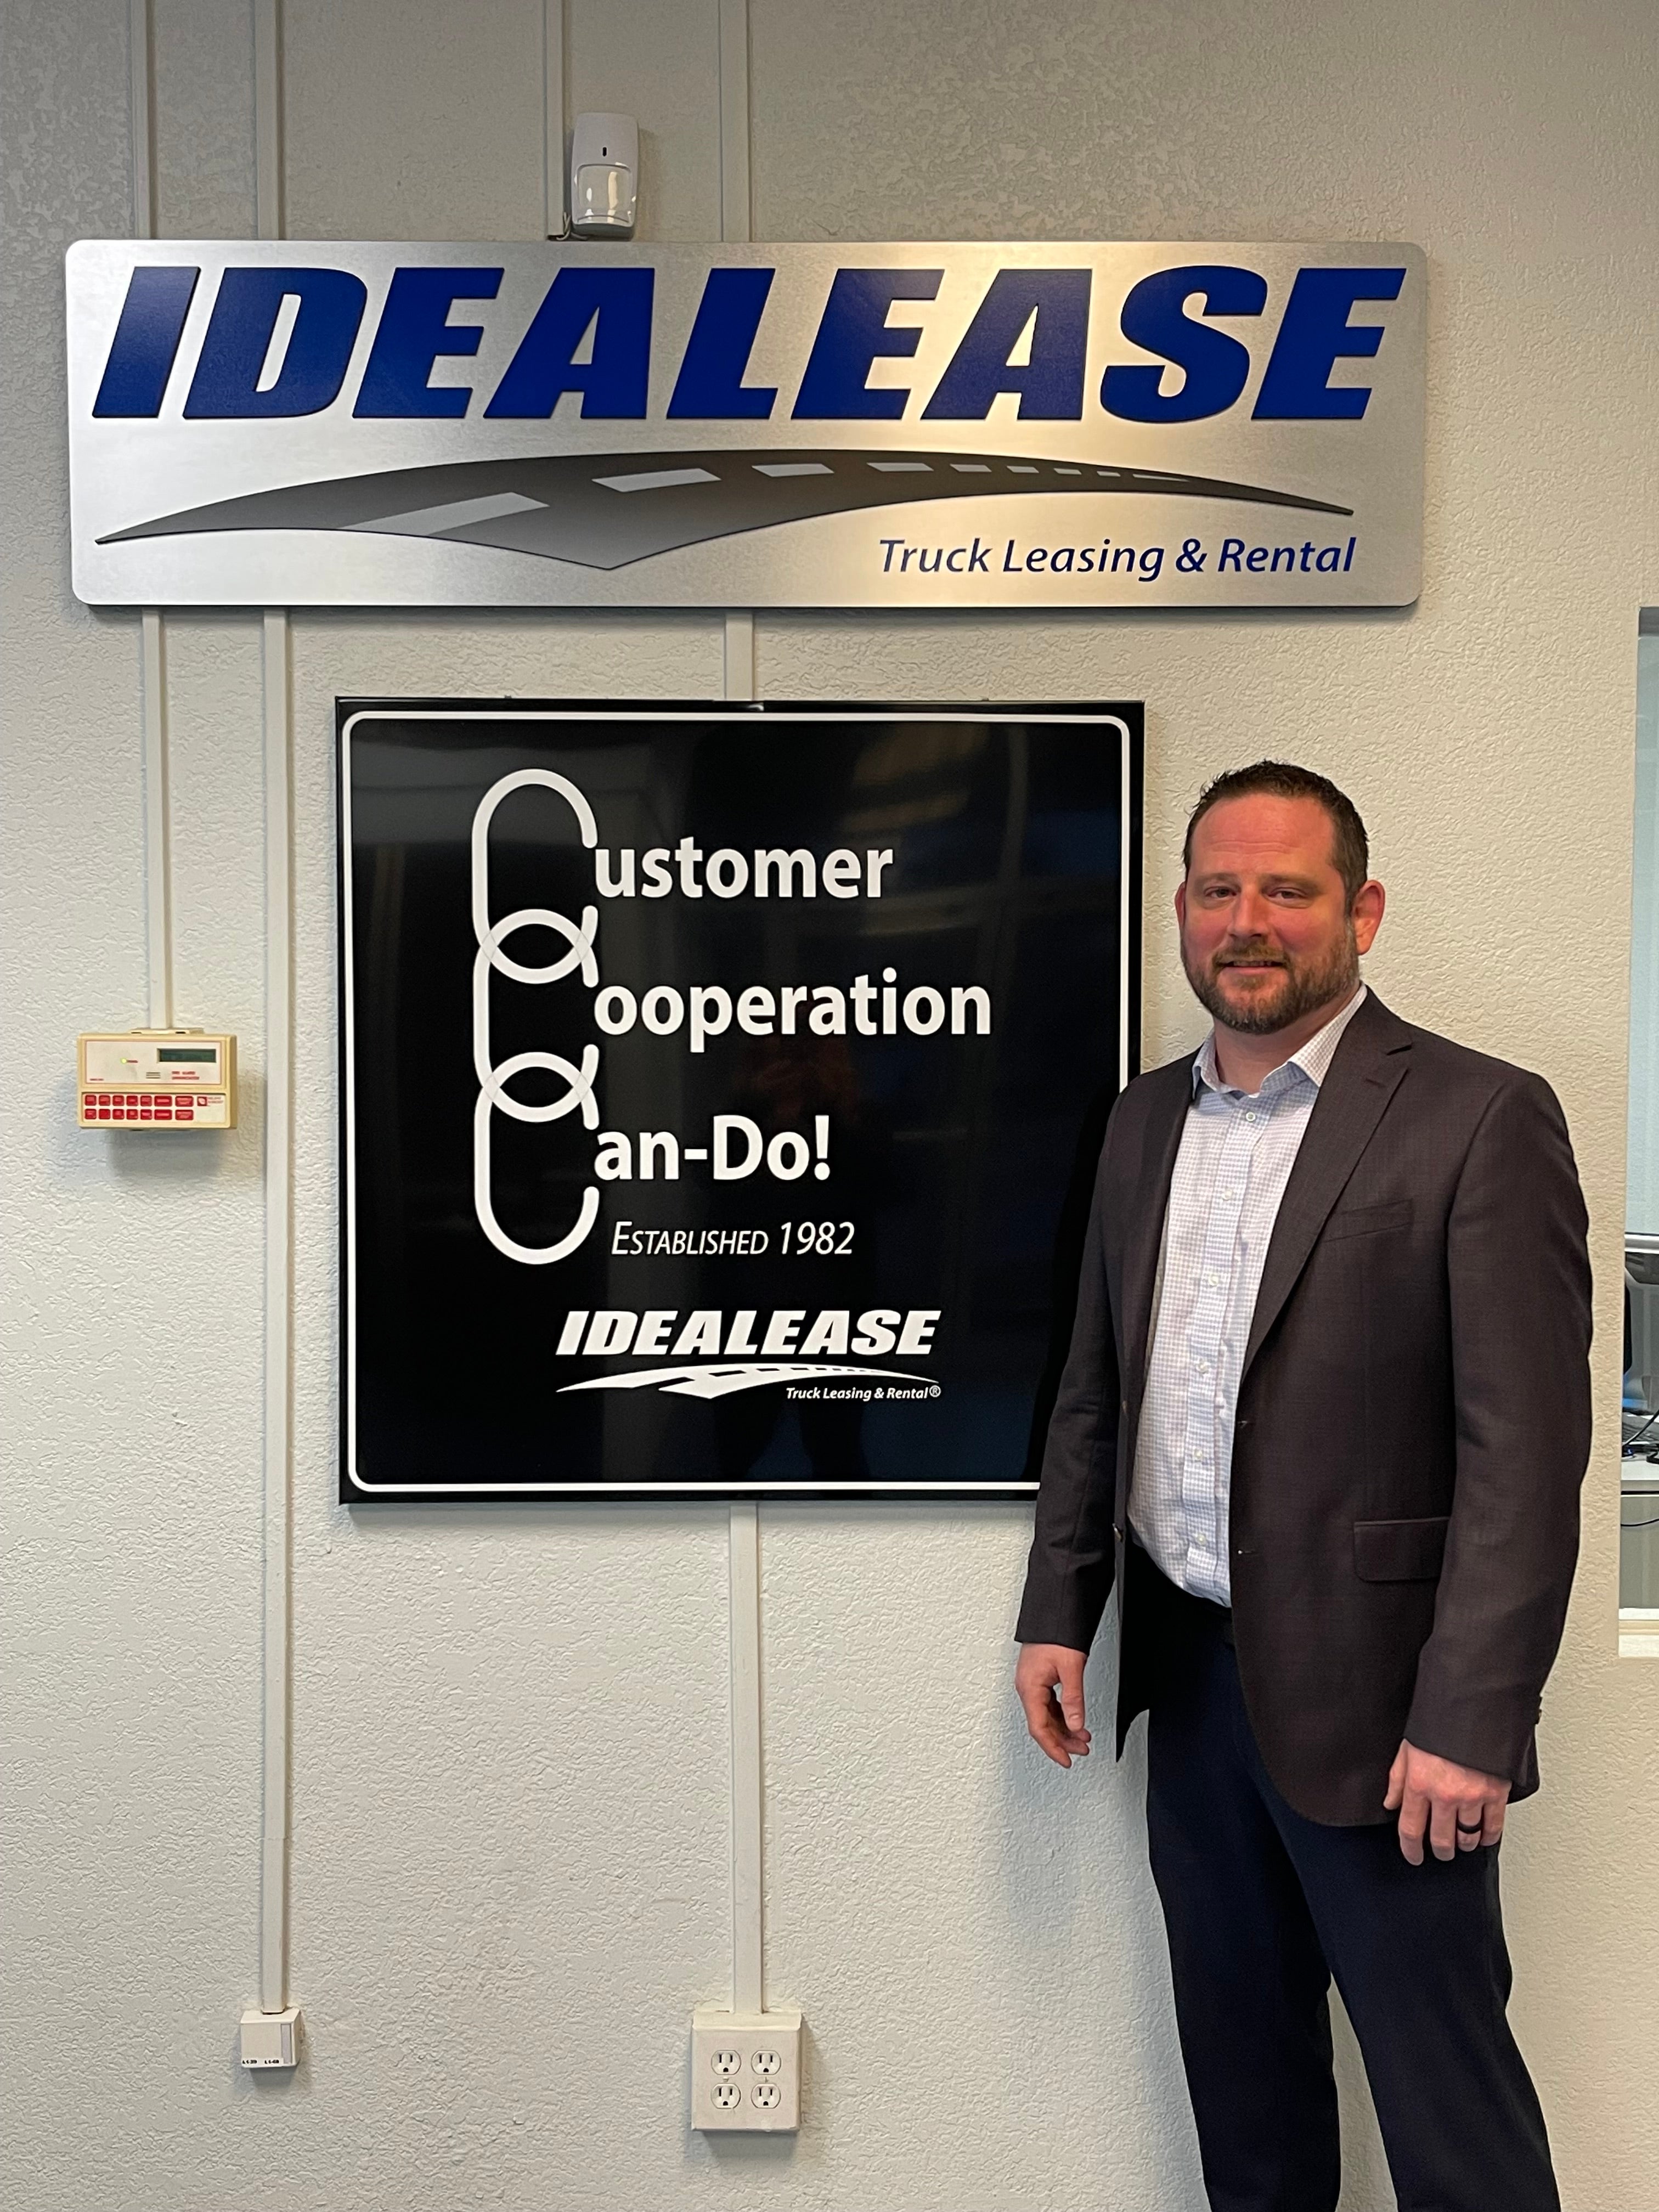 IDEALEASE
Truck Leasing & Rental
Customer
Cooperation
Can-Do!
ESTABLISHED 1982
IDEALEASE
Truck Leasing & Rental®